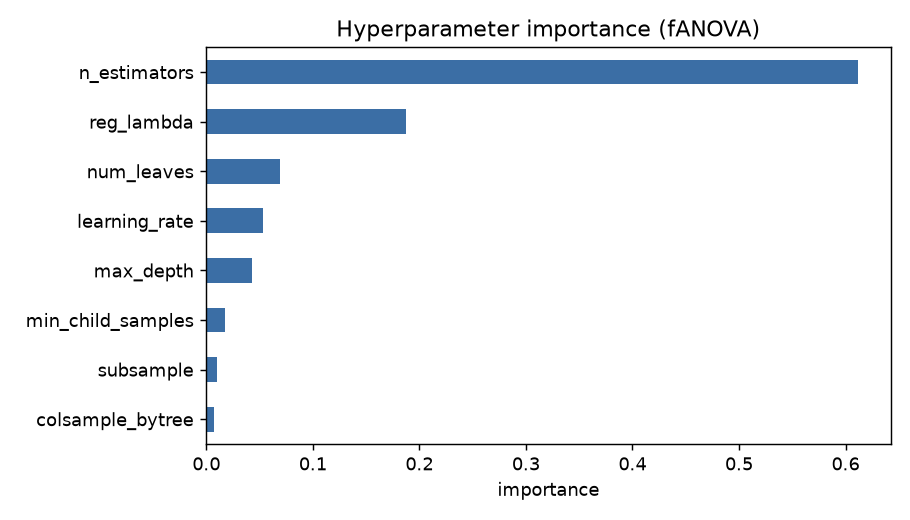 Hyperparameter importance (fANOVA)
n_estimators
reg_lambda
num_leaves
learning_rate
max_depth
min_child_samples
subsample
colsample_bytree
0.0 0.1 0.2 0.3 0.4 0.5 0.6
importance